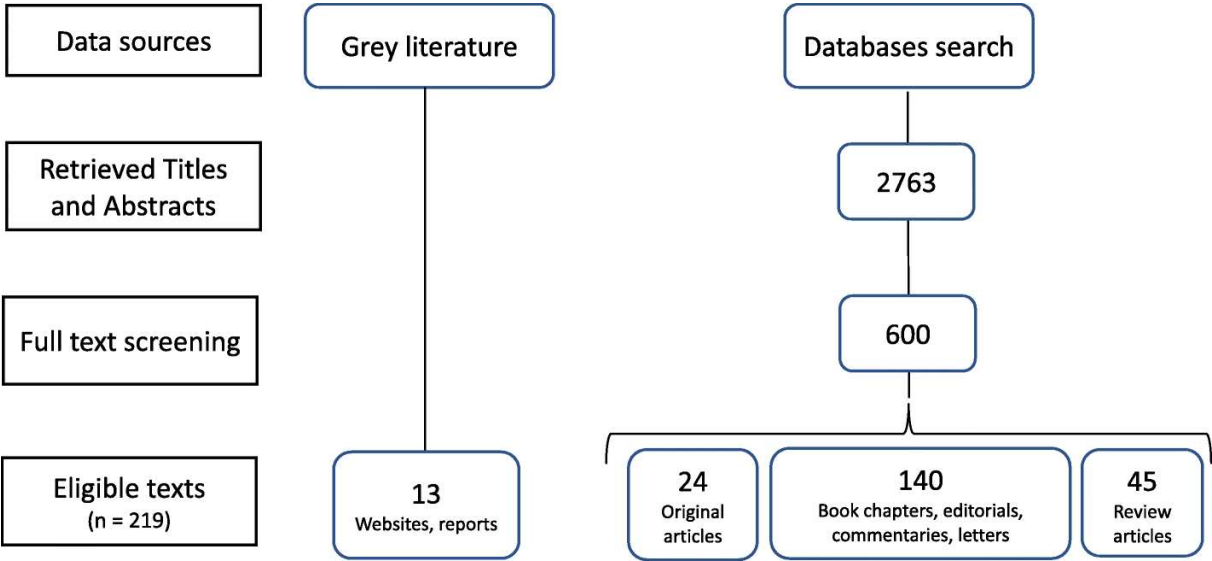 Data sources
Grey literature
Databases search
Retrieved Titles
and Abstracts
2763
Full text screening
600
Eligible texts
(n = 219)
13
Websites, reports
24
Original
articles
140
Book chapters, editorials,
commentaries, letters
45
Review
articles